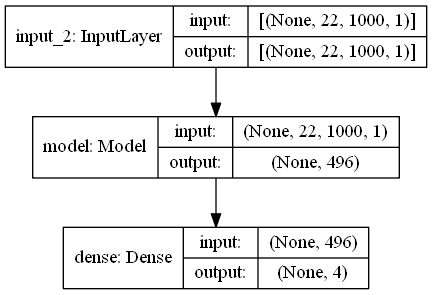 input_2: InputLayer
input: [(None, 22, 1000, 1)]
output: [(None, 22, 1000, 1)]
model: Model
input: (None, 22, 1000, 1)
output: (None, 496)
dense: Dense
input: (None, 496)
output: (None, 4)